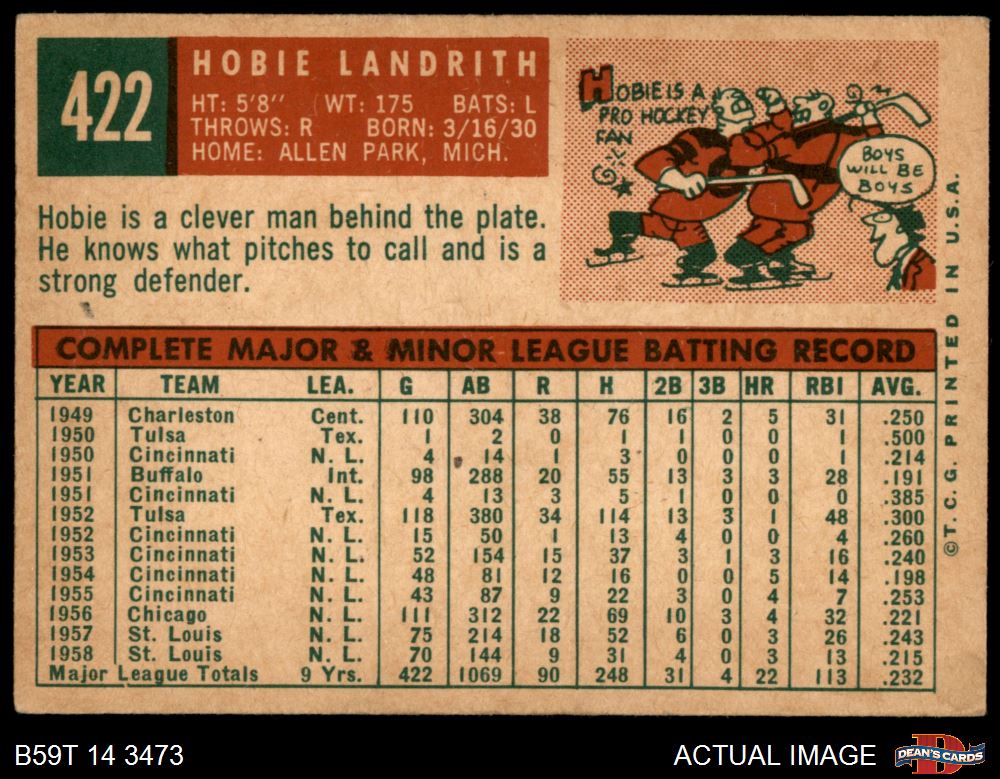 422
HOBIE LANDRITH
HT: 5'8" WT: 175 BATS: L
THROWS: R BORN: 3/16/30
HOME: ALLEN PARK, MICH.
HOBIE IS A
PRO HOCKEY
FAN
BOYS
WILL BE
BOYS
Hobie is a clever man behind the plate.
He knows what pitches to call and is a
strong defender.
COMPLETE MAJOR & MINOR LEAGUE BATTING RECORD
YEAR TEAM LEA. G AB R H 2B 3B HR RBI AVG.
1949 Charleston Cent. 110 304 38 76 16 2 5 31 .250
1950 Tulsa Tex. 1 2 0 1 1 0 0 1 .500
1950 Cincinnati N. L. 4 14 1 3 0 0 0 1 .214
1951 Buffalo Int. 98 288 20 55 13 3 3 28 .191
1951 Cincinnati N. L. 4 13 3 5 1 0 0 0 .385
1952 Tulsa Tex. 118 380 34 114 13 3 1 48 .300
1952 Cincinnati N. L. 15 50 1 13 4 0 0 4 .260
1953 Cincinnati N. L. 52 154 15 37 3 1 3 16 .240
1954 Cincinnati N. L. 48 81 12 16 0 0 5 14 .198
1955 Cincinnati N. L. 43 87 9 22 3 0 4 7 .253
1956 Chicago N. L. 111 312 22 69 10 3 4 32 .221
1957 St. Louis N. L. 75 214 18 52 6 0 3 26 .243
1958 St. Louis N. L. 70 144 9 31 4 0 3 13 .215
Major League Totals 9 Yrs. 422 1069 90 248 31 4 22 113 .232
©T. C. G. PRINTED IN U.S.A.
B59T 14 3473
ACTUAL IMAGE
DEAN'S CARDS